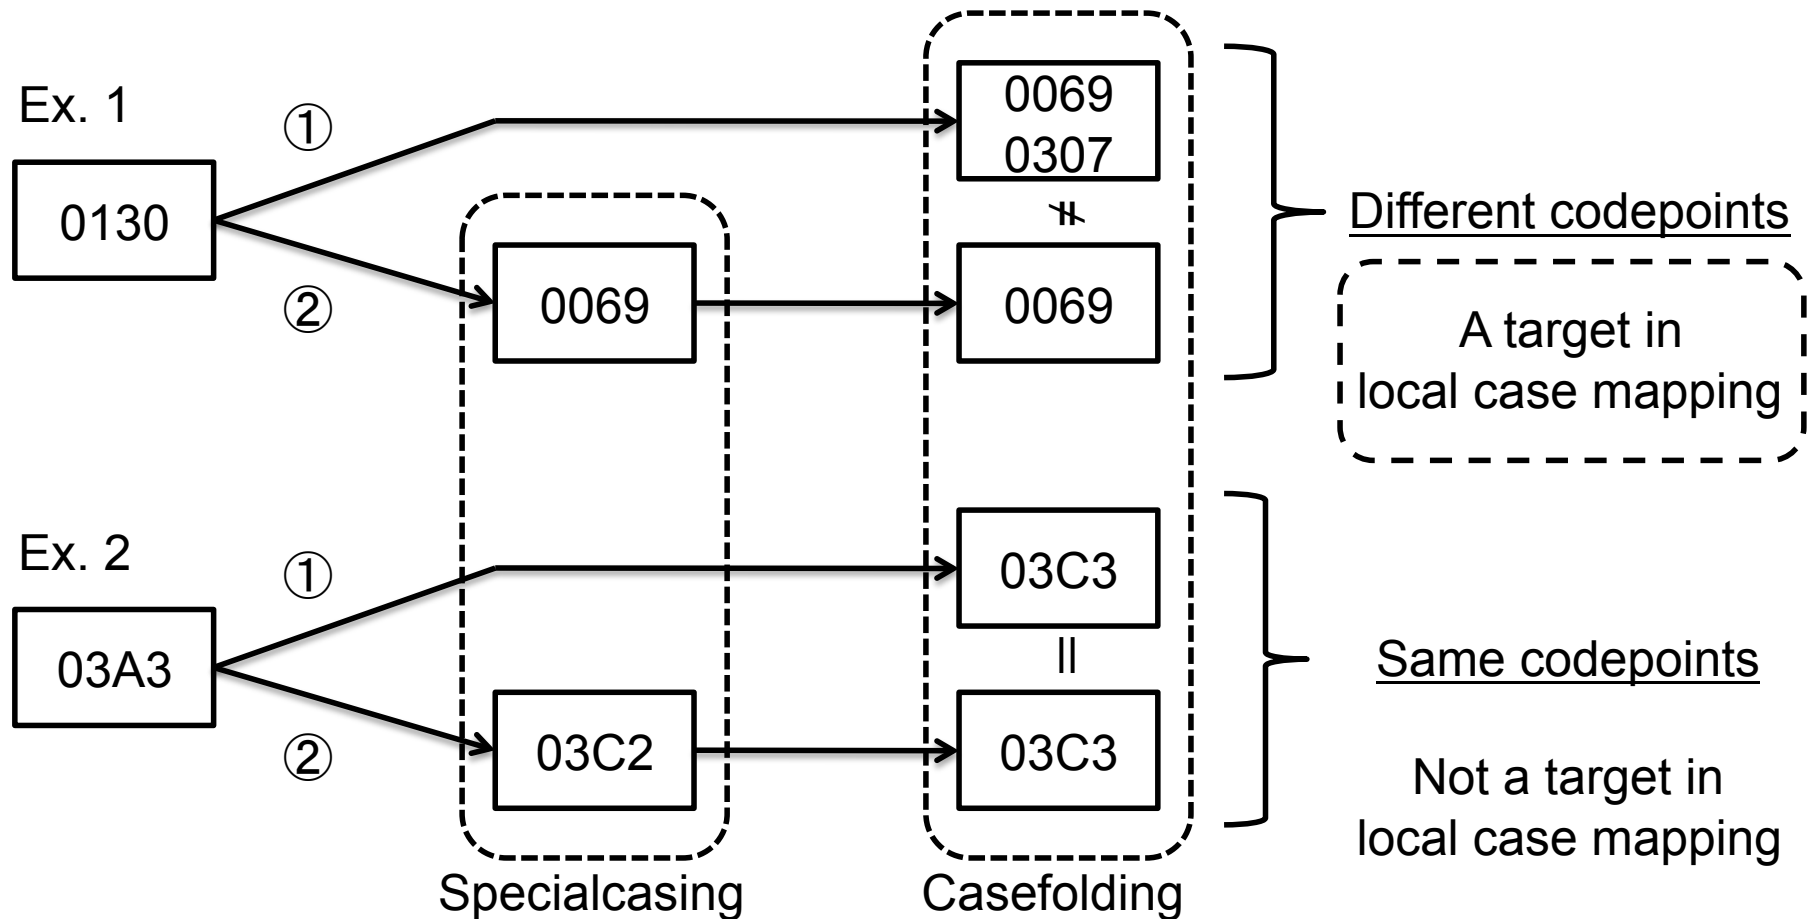 Ex. 1
0130
①
②
0069
0069
0307
≠
0069
Different codepoints
A target in
local case mapping
Ex. 2
03A3
①
②
03C2
03C3
=
03C3
Same codepoints
Not a target in
local case mapping
Specialcasing
Casefolding